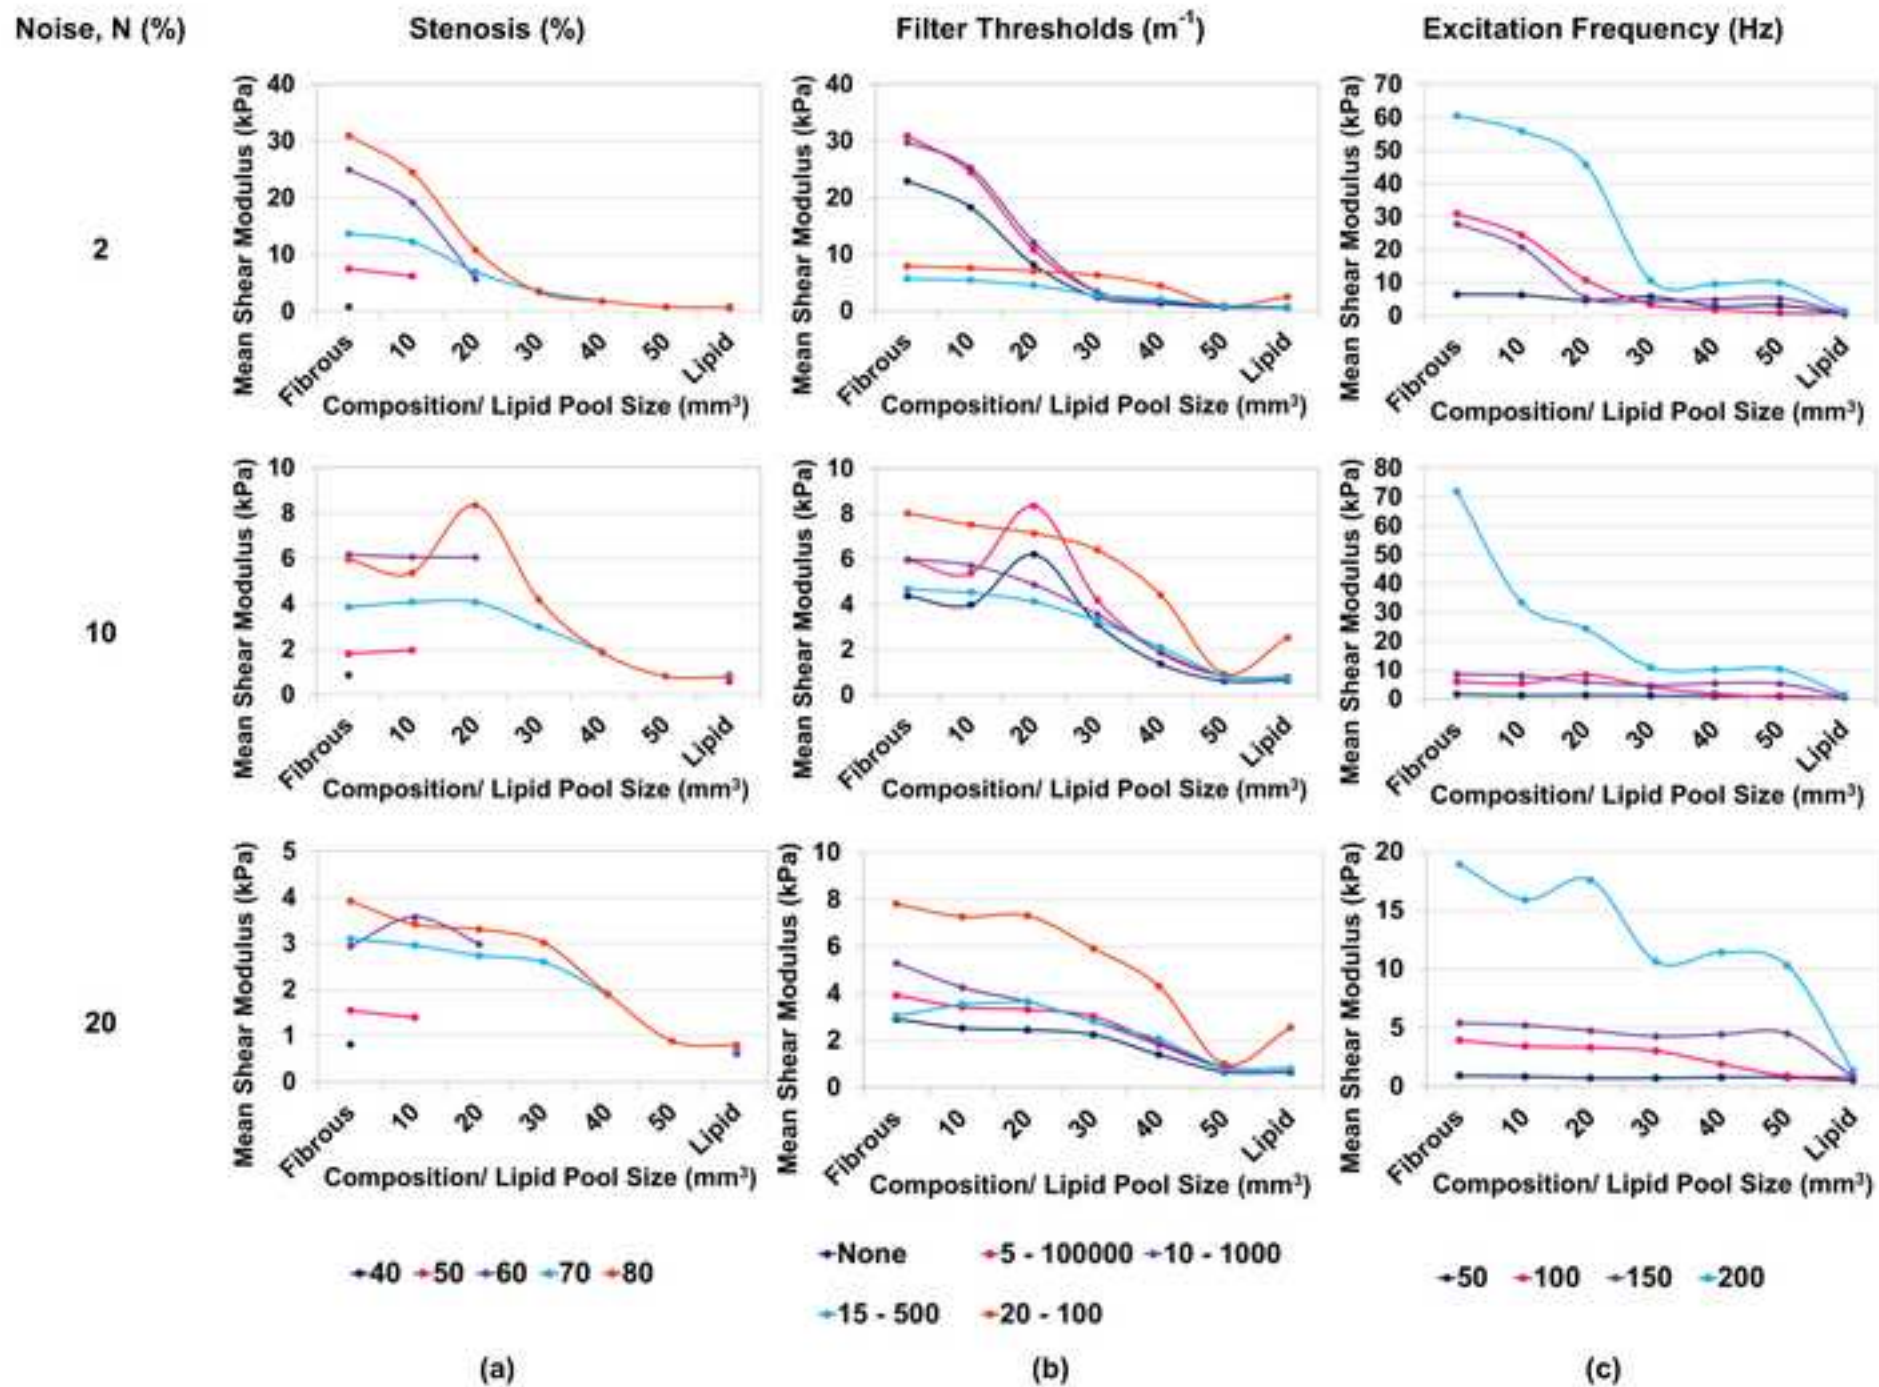 Noise, N (%)
Stenosis (%)
Filter Thresholds (m⁻¹)
Excitation Frequency (Hz)
2
Mean Shear Modulus (kPa)
40
30
20
10
0
Fibrous
10
20
30
40
50
Lipid
Composition/ Lipid Pool Size (mm³)
Mean Shear Modulus (kPa)
40
30
20
10
0
Fibrous
10
20
30
40
50
Lipid
Composition/ Lipid Pool Size (mm³)
Mean Shear Modulus (kPa)
70
60
50
40
30
20
10
0
Fibrous
10
20
30
40
50
Lipid
Composition/ Lipid Pool Size (mm³)
10
Mean Shear Modulus (kPa)
10
8
6
4
2
0
Fibrous
10
20
30
40
50
Lipid
Composition/ Lipid Pool Size (mm³)
Mean Shear Modulus (kPa)
10
8
6
4
2
0
Fibrous
10
20
30
40
50
Lipid
Composition/ Lipid Pool Size (mm³)
Mean Shear Modulus (kPa)
80
70
60
50
40
30
20
10
0
Fibrous
10
20
30
40
50
Lipid
Composition/ Lipid Pool Size (mm³)
20
Mean Shear Modulus (kPa)
5
4
3
2
1
0
Fibrous
10
20
30
40
50
Lipid
Composition/ Lipid Pool Size (mm³)
Mean Shear Modulus (kPa)
10
8
6
4
2
0
Fibrous
10
20
30
40
50
Lipid
Composition/ Lipid Pool Size (mm³)
Mean Shear Modulus (kPa)
20
15
10
5
0
Fibrous
10
20
30
40
50
Lipid
Composition/ Lipid Pool Size (mm³)
40 50 60 70 80
None 5 - 100000 10 - 1000
15 - 500 20 - 100
50 100 150 200
(a)
(b)
(c)